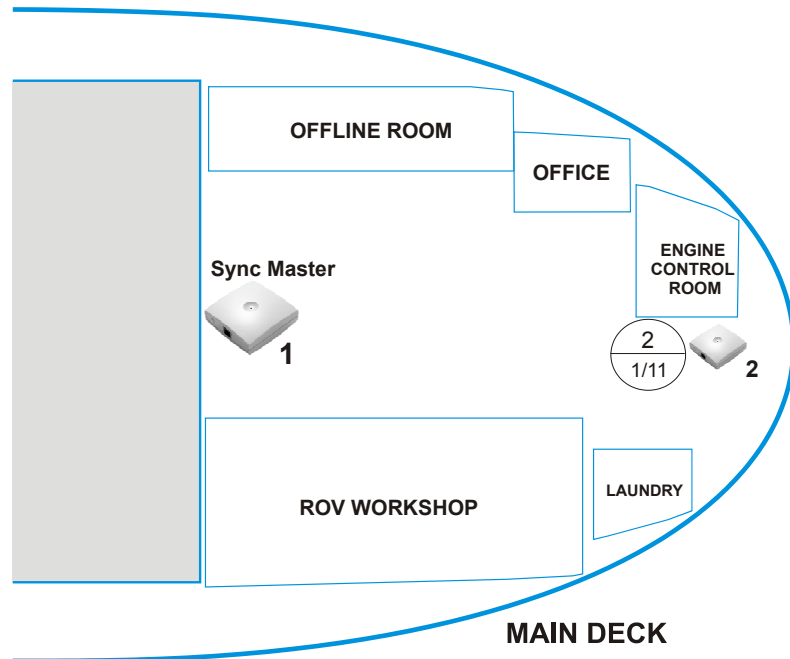 OFFLINE ROOM
OFFICE
ENGINE
CONTROL
ROOM
Sync Master
1
2
1/11
2
ROV WORKSHOP
LAUNDRY
MAIN DECK